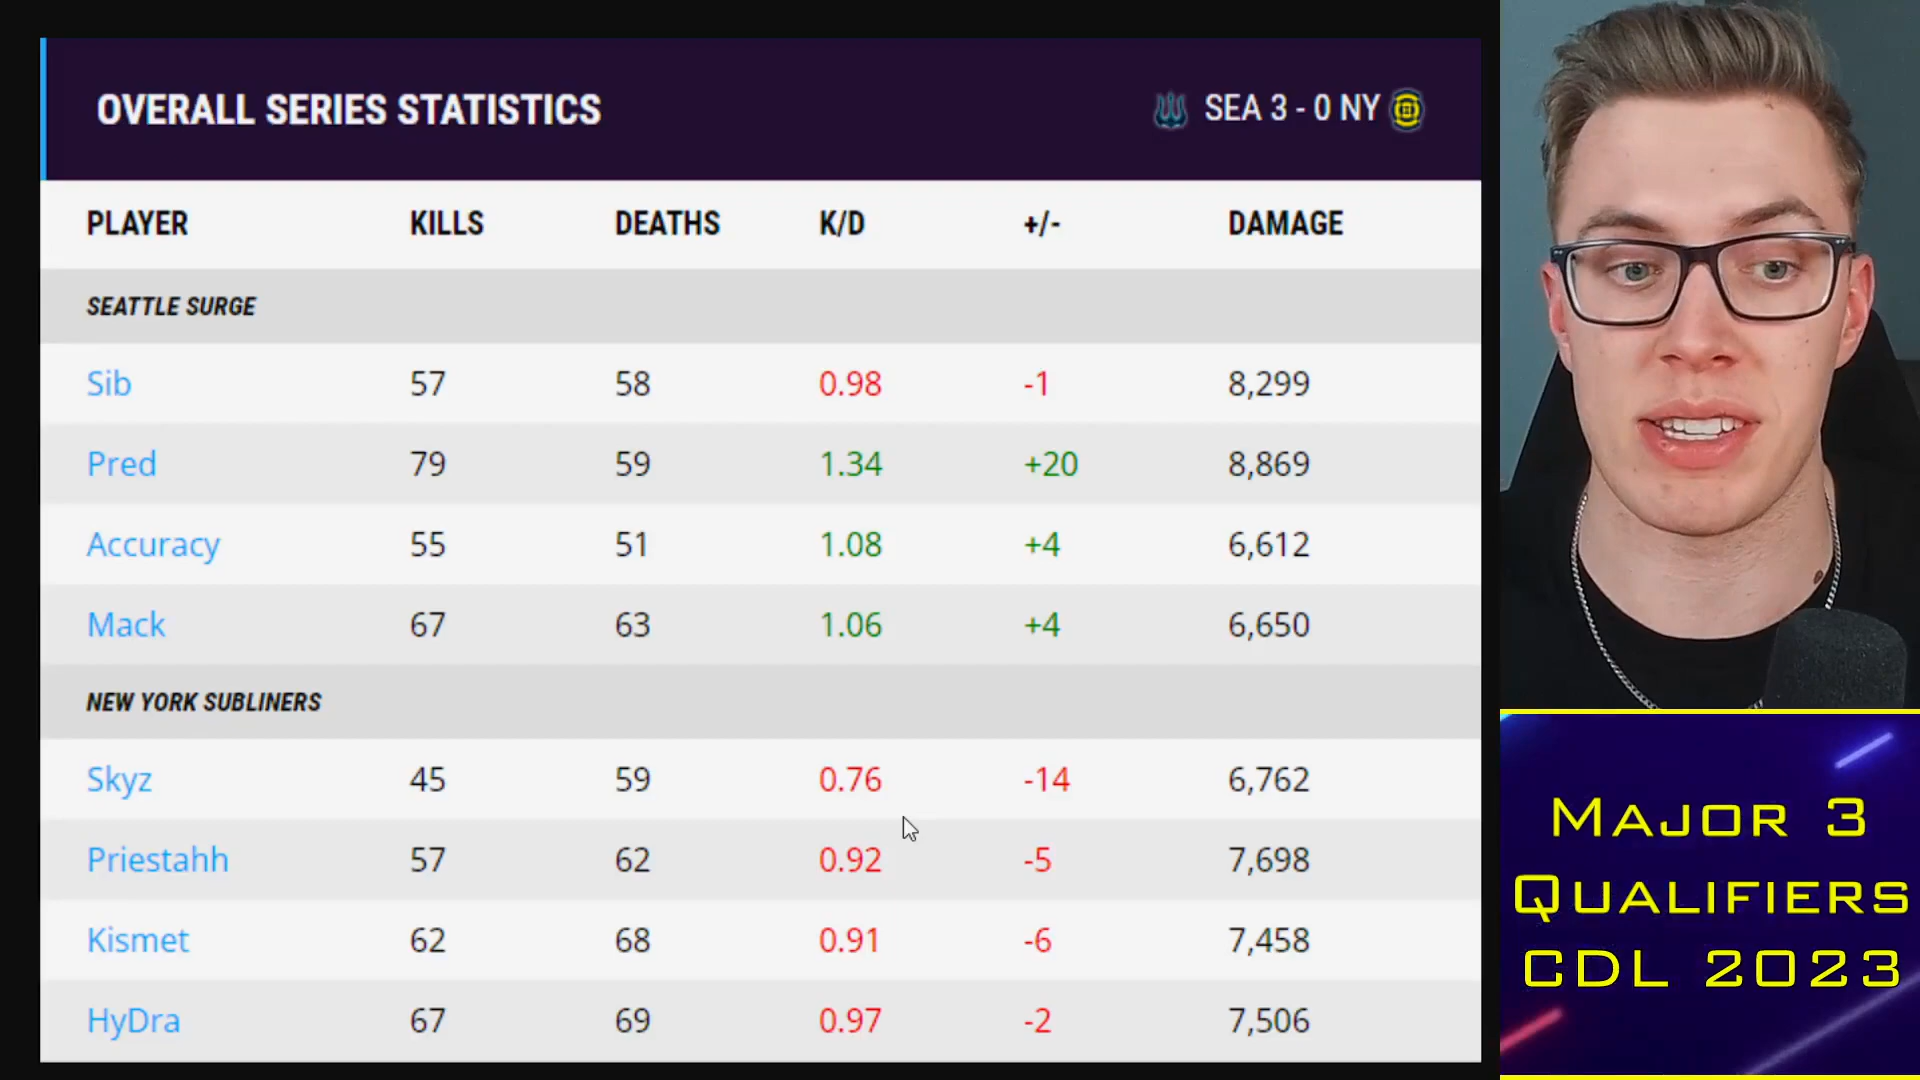 OVERALL SERIES STATISTICS SEA 3 - 0 NY
PLAYER KILLS DEATHS K/D +/- DAMAGE
SEATTLE SURGE
Sib 57 58 0.98 -1 8,299
Pred 79 59 1.34 +20 8,869
Accuracy 55 51 1.08 +4 6,612
Mack 67 63 1.06 +4 6,650
NEW YORK SUBLINERS
Skyz 45 59 0.76 -14 6,762
Priestahh 57 62 0.92 -5 7,698
Kismet 62 68 0.91 -6 7,458
HyDra 67 69 0.97 -2 7,506
MAJOR 3
QUALIFIERS
CDL 2023